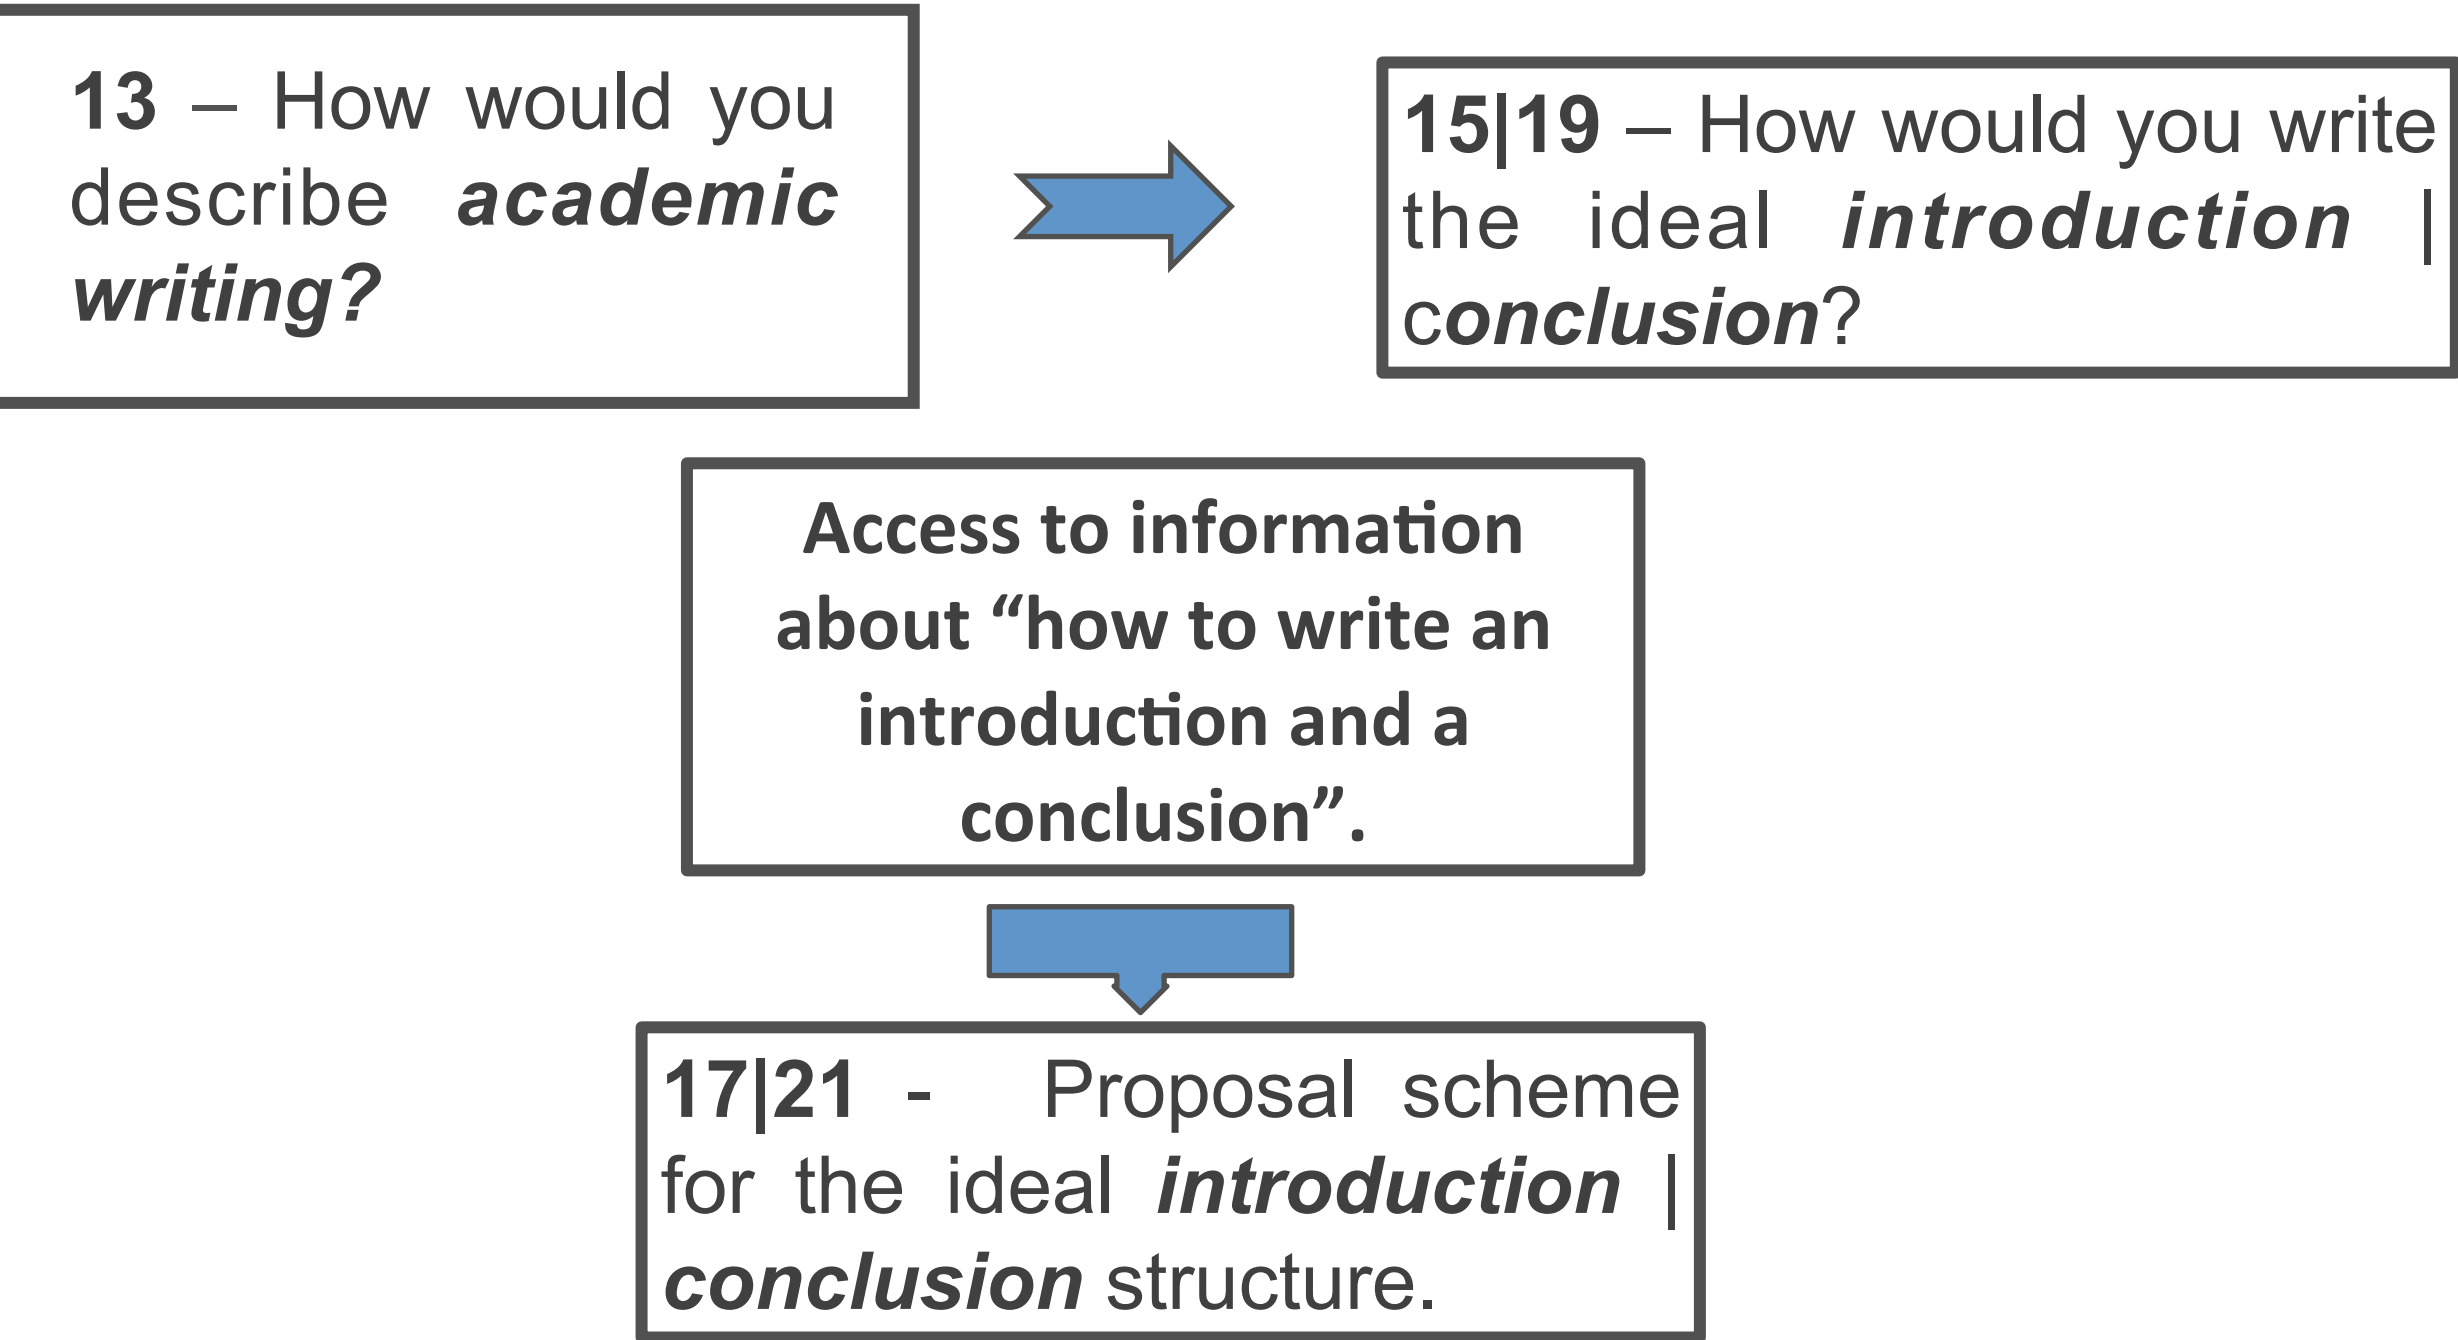 13 – How would you
describe academic
writing?
15|19 – How would you write
the ideal introduction |
conclusion?
Access to information
about “how to write an
introduction and a
conclusion”.
17|21 - Proposal scheme
for the ideal introduction |
conclusion structure.